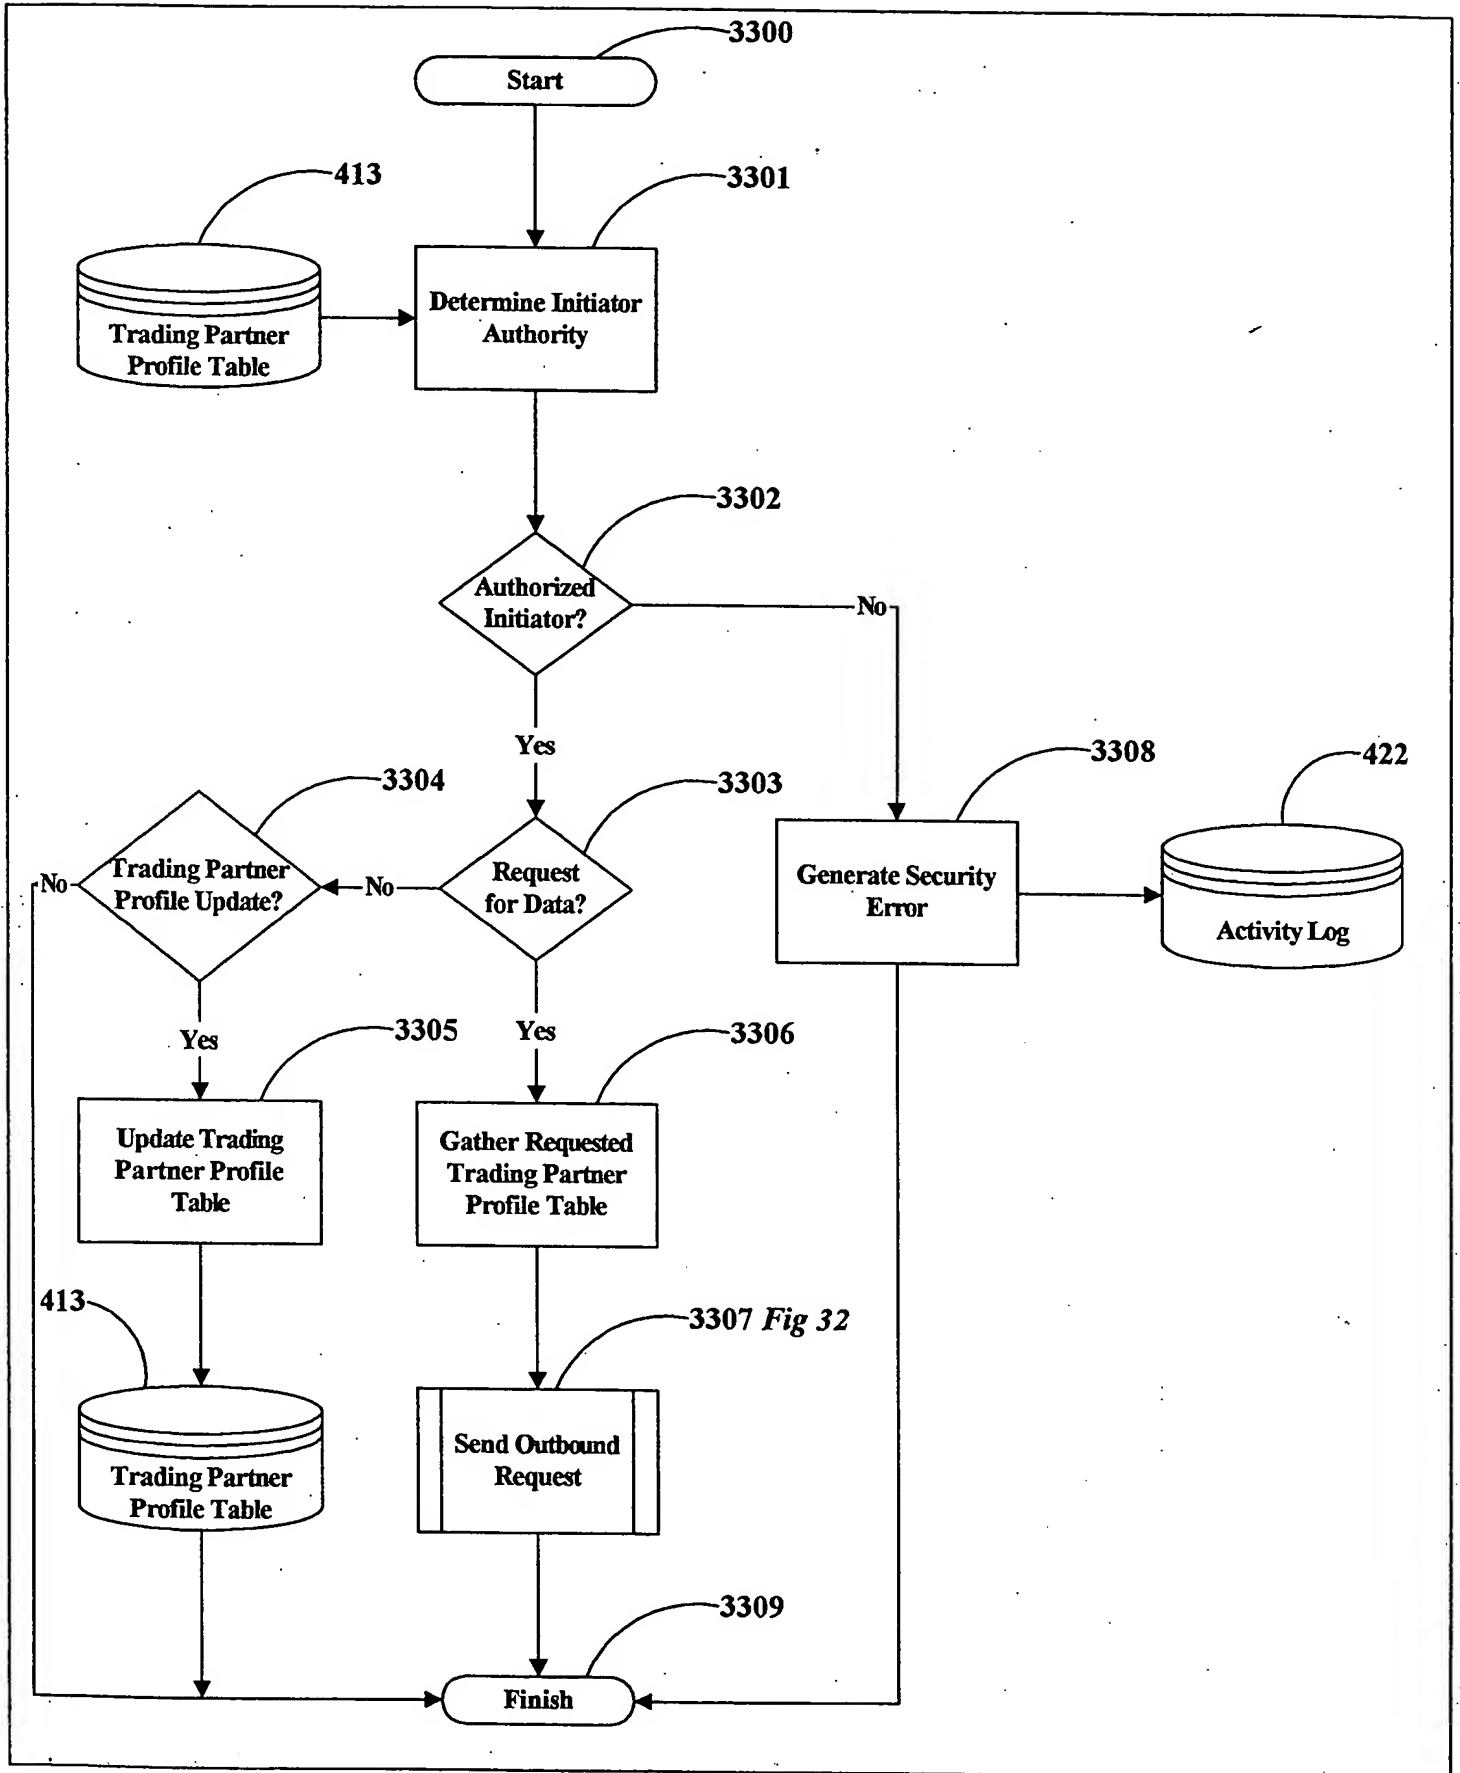 3300
Start
413
3301
Trading Partner
Profile Table
Determine Initiator
Authority
3302
Authorized
Initiator?
No
Yes
3304
3303
3308
422
No
Trading Partner
Profile Update?
No
Request
for Data?
Generate Security
Error
Activity Log
Yes
3305
Yes
3306
Update Trading
Partner Profile
Table
Gather Requested
Trading Partner
Profile Table
413
3307 Fig 32
Trading Partner
Profile Table
Send Outbound
Request
3309
Finish